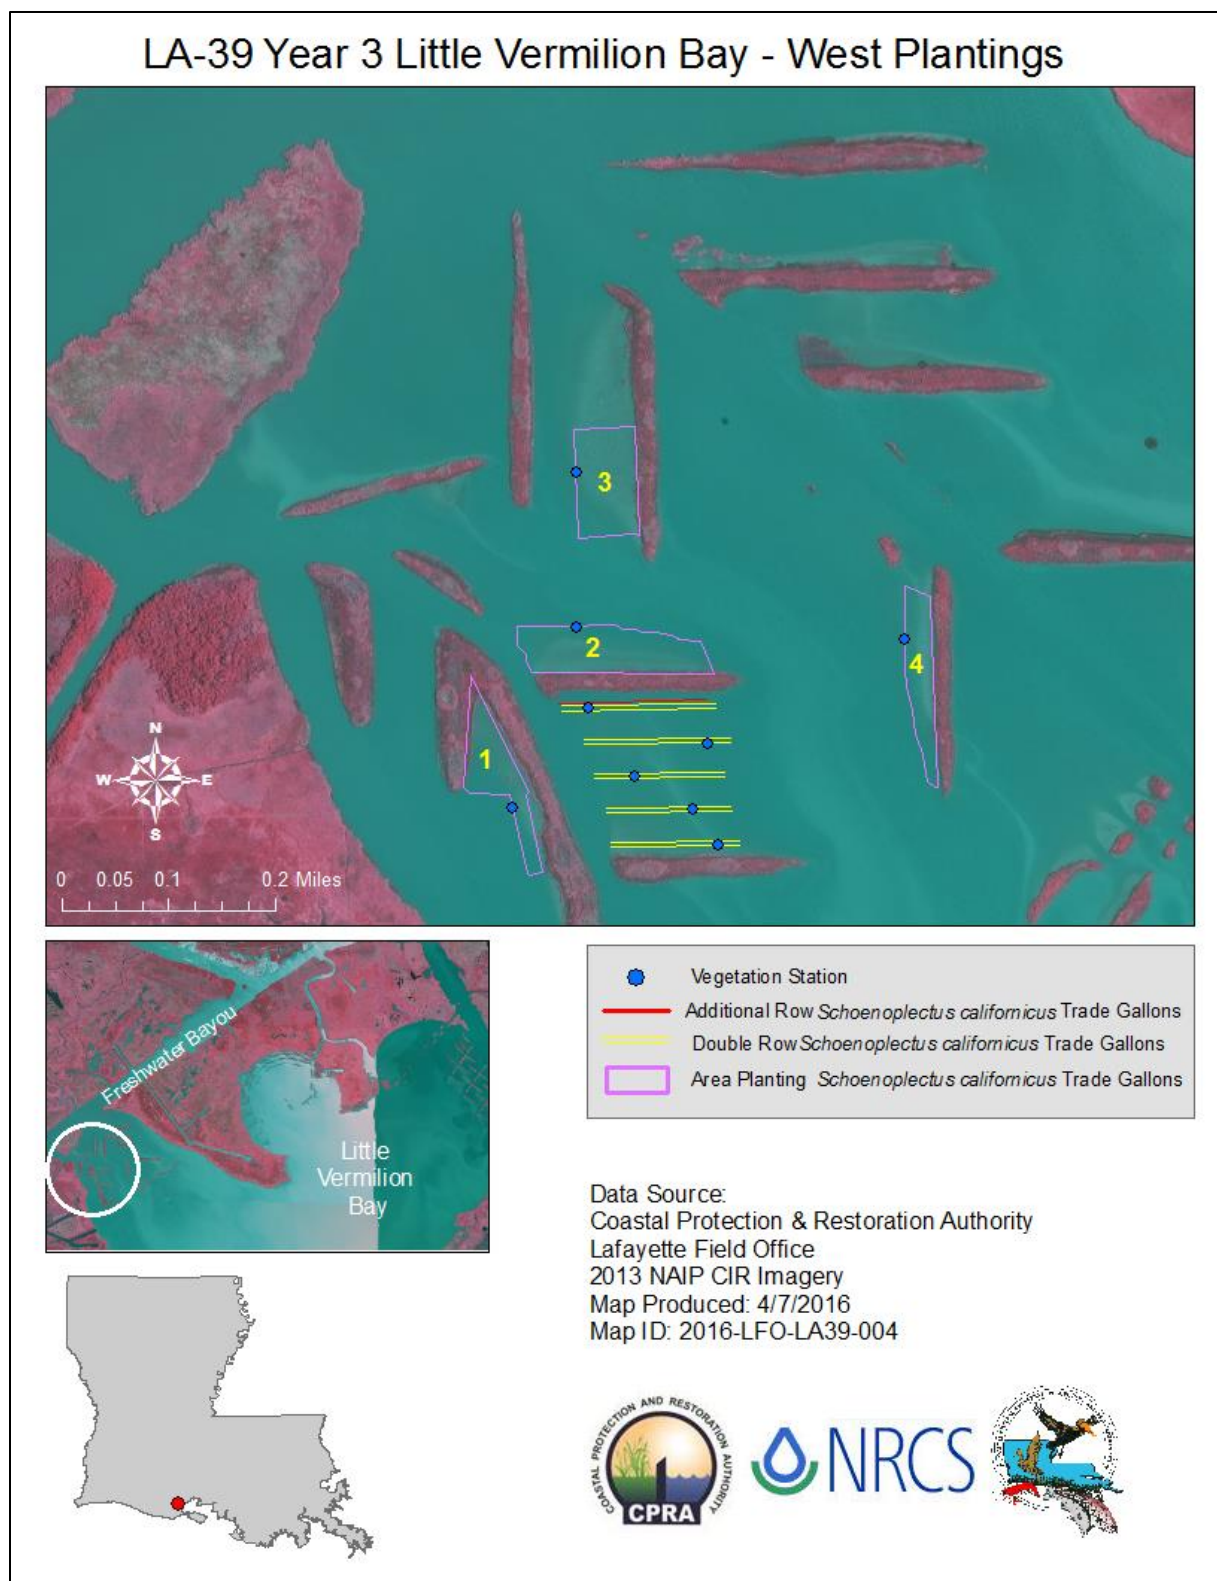 LA-39 Year 3 Little Vermilion Bay - West Plantings
3
2
4
1
N
W E
S
0 0.05 0.1 0.2 Miles
Freshwater Bayou
Little
Vermilion
Bay
Vegetation Station
Additional Row Schoenoplectus californicus Trade Gallons
Double Row Schoenoplectus californicus Trade Gallons
Area Planting Schoenoplectus californicus Trade Gallons
Data Source:
Coastal Protection & Restoration Authority
Lafayette Field Office
2013 NAIP CIR Imagery
Map Produced: 4/7/2016
Map ID: 2016-LFO-LA39-004
COASTAL PROTECTION AND RESTORATION AUTHORITY
CPRA
NRCS